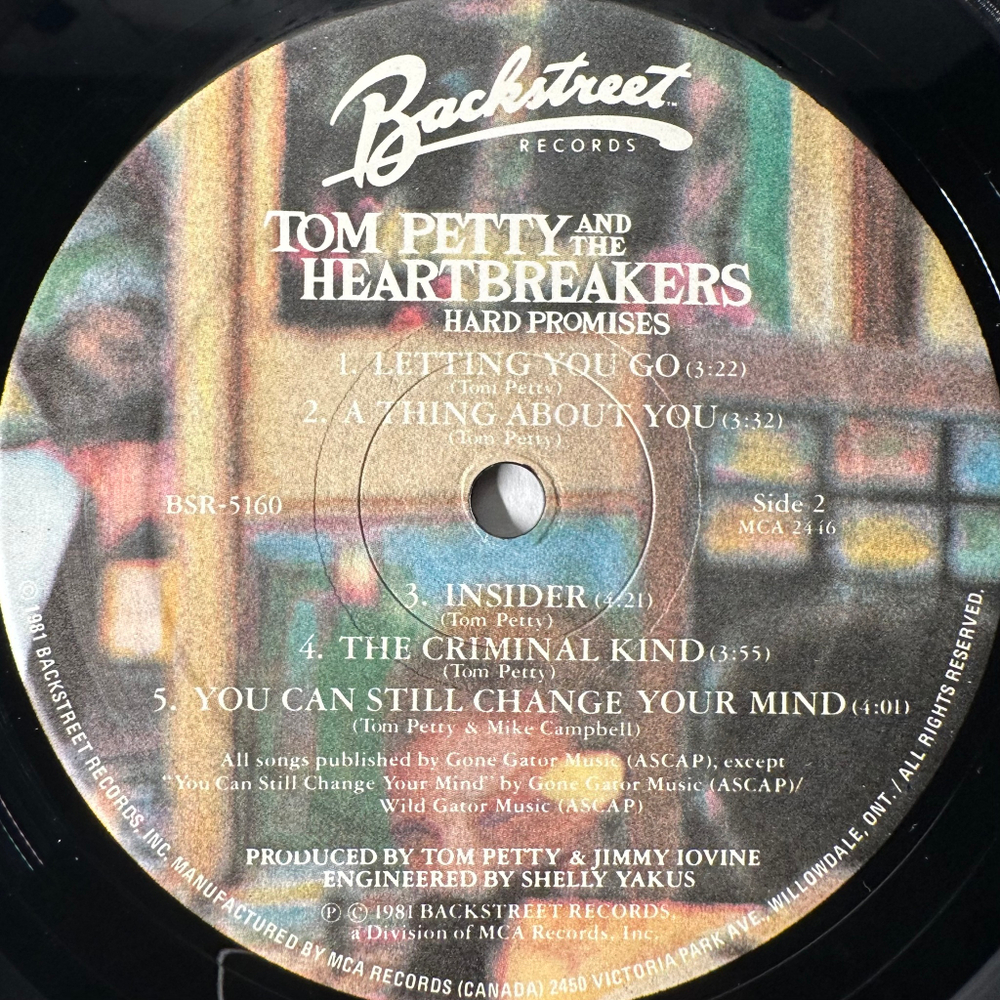 Backstreet™
RECORDS
TOM PETTY AND THE
HEARTBREAKERS
HARD PROMISES
1. LETTING YOU GO (3:22)
(Tom Petty)
2. A THING ABOUT YOU (3:32)
(Tom Petty)
BSR-5160
Side 2
MCA 2446
3. INSIDER (4:21)
(Tom Petty)
4. THE CRIMINAL KIND (3:55)
(Tom Petty)
5. YOU CAN STILL CHANGE YOUR MIND (4:01)
(Tom Petty & Mike Campbell)
All songs published by Gone Gator Music (ASCAP), except
"You Can Still Change Your Mind" by Gone Gator Music (ASCAP)/
Wild Gator Music (ASCAP)
PRODUCED BY TOM PETTY & JIMMY IOVINE
ENGINEERED BY SHELLY YAKUS
℗ © 1981 BACKSTREET RECORDS,
a Division of MCA Records, Inc.
© 1981 BACKSTREET RECORDS, INC. MANUFACTURED BY MCA RECORDS (CANADA) 2450 VICTORIA PARK AVE., WILLOWDALE, ONT. / ALL RIGHTS RESERVED.